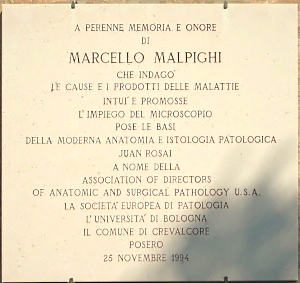 A PERENNE MEMORIA E ONORE
DI
MARCELLO MALPIGHI
CHE INDAGO'
LE CAUSE E I PRODOTTI DELLE MALATTIE
INTUI' E PROMOSSE
L'IMPIEGO DEL MICROSCOPIO
POSE LE BASI
DELLA MODERNA ANATOMIA E ISTOLOGIA PATOLOGICA
JUAN ROSAI
A NOME DELLA
ASSOCIATION OF DIRECTORS
OF ANATOMIC AND SURGICAL PATHOLOGY U.S.A.
LA SOCIETA' EUROPEA DI PATOLOGIA
L'UNIVERSITA' DI BOLOGNA
IL COMUNE DI CREVALCORE
POSERO
25 NOVEMBRE 1994